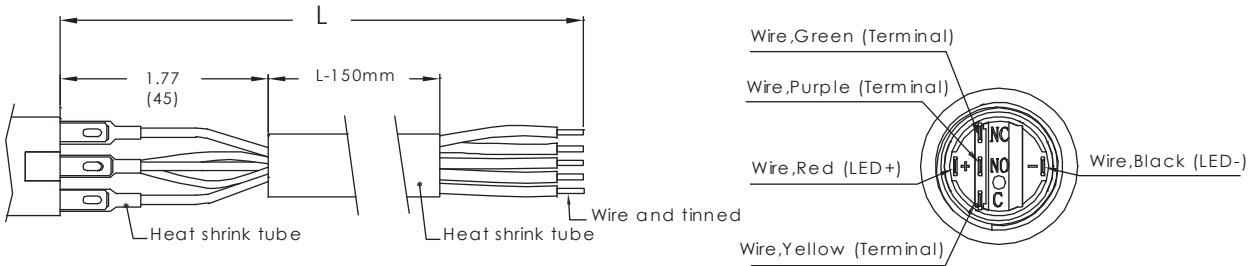 L
1.77
(45)
L-150mm
Heat shrink tube
Heat shrink tube
Wire and tinned
Wire,Green (Terminal)
Wire,Purple (Terminal)
Wire,Red (LED+)
Wire,Black (LED-)
Wire,Yellow (Terminal)
NC
+
NO
-
C